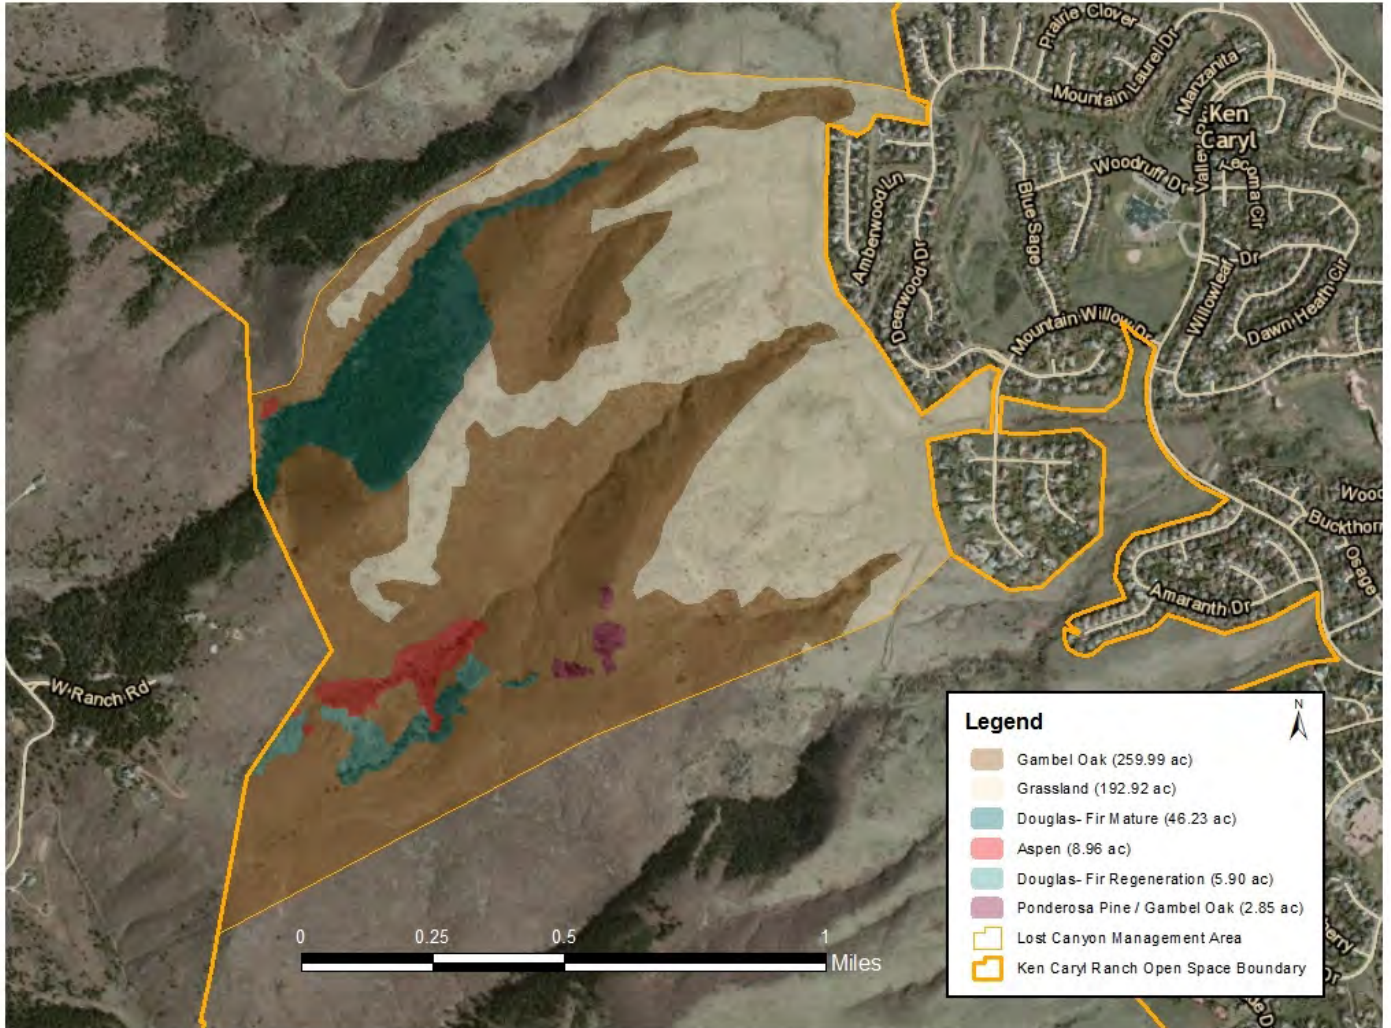 Prairie Clover
Mountain Laurel Dr
Manzanita
Ken
Caryl
Woodruff Dr
Amberwood Ln
Blue Sage
Deerwood Dr
Dr
Willowleaf
Dawn Heath Cir
Mountain Willow Dr
Buckthorn
Osage
Amaranth Dr
W Ranch Rd
Legend
N
Gambel Oak (259.99 ac)
Grassland (192.92 ac)
Douglas- Fir Mature (46.23 ac)
Aspen (8.96 ac)
Douglas- Fir Regeneration (5.90 ac)
Ponderosa Pine / Gambel Oak (2.85 ac)
Lost Canyon Management Area
Ken Caryl Ranch Open Space Boundary
0 0.25 0.5 1
Miles